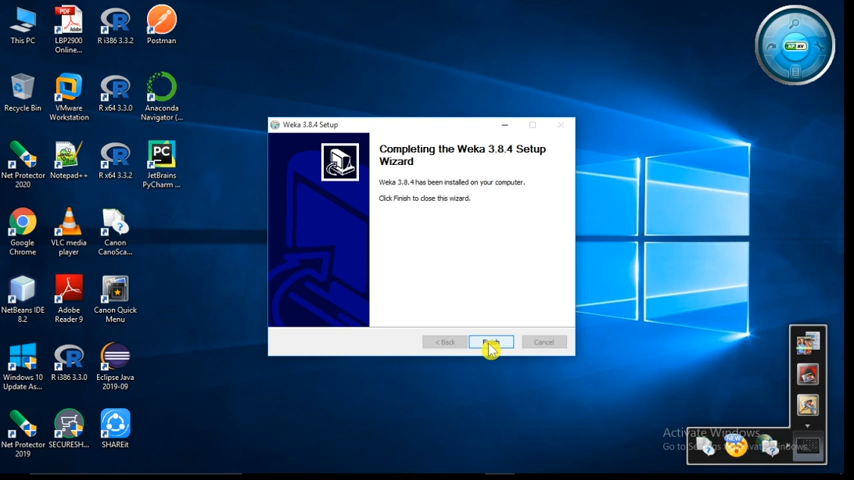 This PC
LBP2900
Online...
R i386 3.3.2
Postman
Recycle Bin
VMware
Workstation
R x64 3.3.0
Anaconda
Navigator (...
Net Protector
2020
Notepad++
R x64 3.3.2
JetBrains
PyCharm ...
Google
Chrome
VLC media
player
Canon
CanoSca...
NetBeans IDE
8.2
Adobe
Reader 9
Canon Quick
Menu
Windows 10
Update As...
R i386 3.3.0
Eclipse Java
2019-09
Net Protector
2019
SECURESH...
SHAREit
Weka 3.8.4 Setup
Completing the Weka 3.8.4 Setup
Wizard
Weka 3.8.4 has been installed on your computer.
Click Finish to close this wizard.
< Back
Finish
Cancel
Activate Windows
NEW